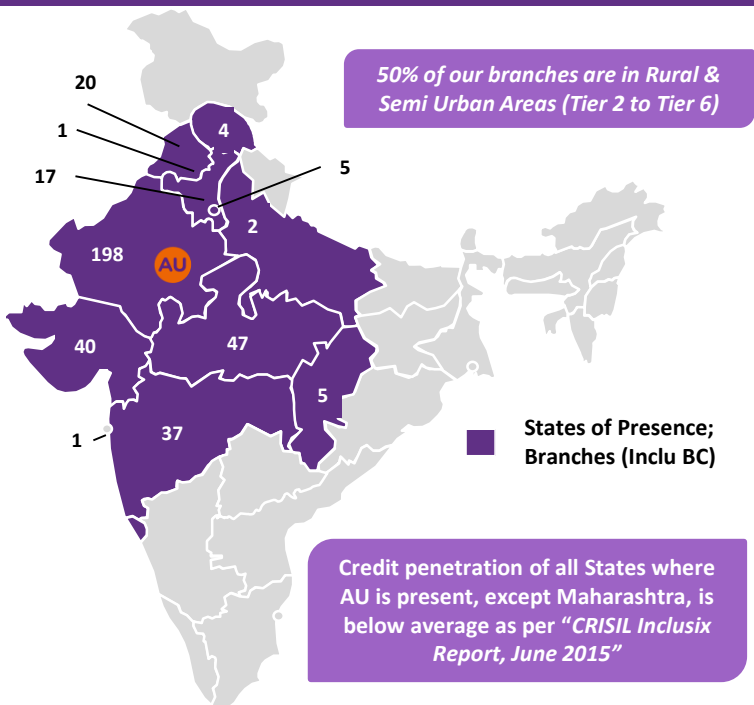 50% of our branches are in Rural &
Semi Urban Areas (Tier 2 to Tier 6)
20
1
17
4
5
2
198
AU
40
47
5
1
37
States of Presence;
Branches (Inclu BC)
Credit penetration of all States where
AU is present, except Maharashtra, is
below average as per “CRISIL Inclusix
Report, June 2015”